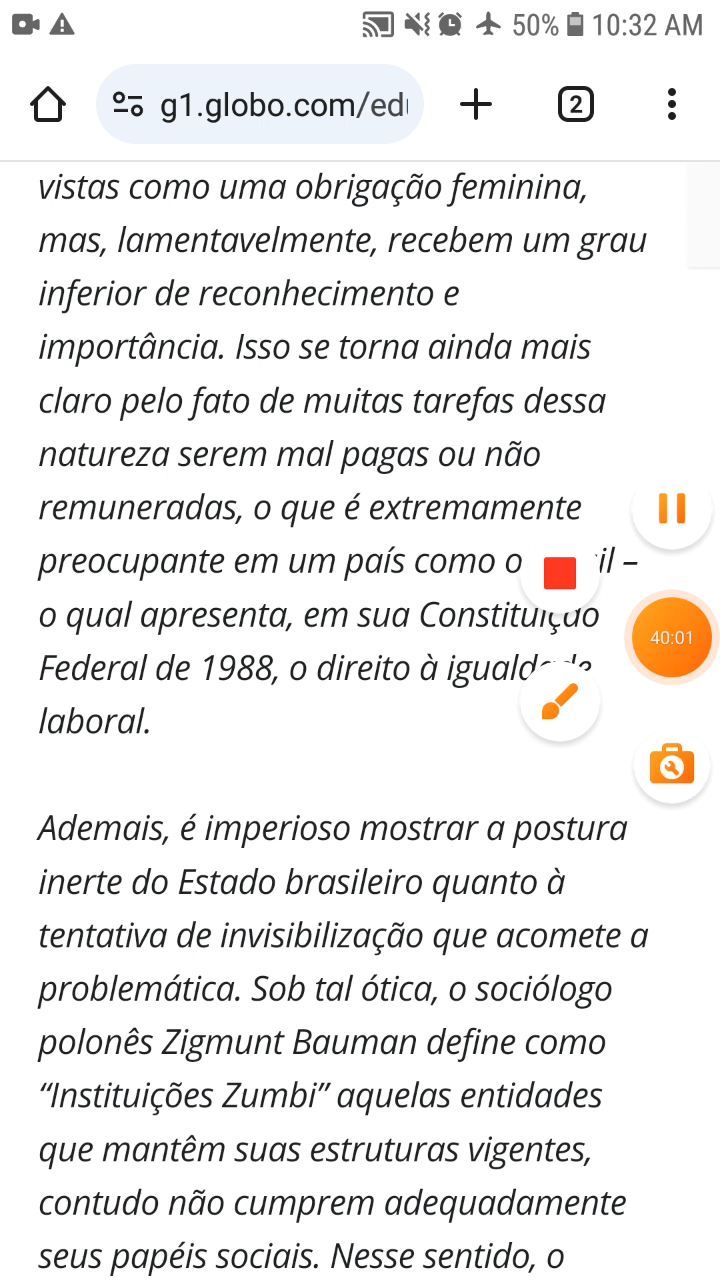 50% 10:32 AM
g1.globo.com/edu
2
vistas como uma obrigação feminina,
mas, lamentavelmente, recebem um grau
inferior de reconhecimento e
importância. Isso se torna ainda mais
claro pelo fato de muitas tarefas dessa
natureza serem mal pagas ou não
remuneradas, o que é extremamente
preocupante em um país como o il –
o qual apresenta, em sua Constituição
Federal de 1988, o direito à igualdade
40:01
laboral.
Ademais, é imperioso mostrar a postura
inerte do Estado brasileiro quanto à
tentativa de invisibilização que acomete a
problemática. Sob tal ótica, o sociólogo
polonês Zigmunt Bauman define como
“Instituições Zumbi” aquelas entidades
que mantêm suas estruturas vigentes,
contudo não cumprem adequadamente
seus papéis sociais. Nesse sentido, o